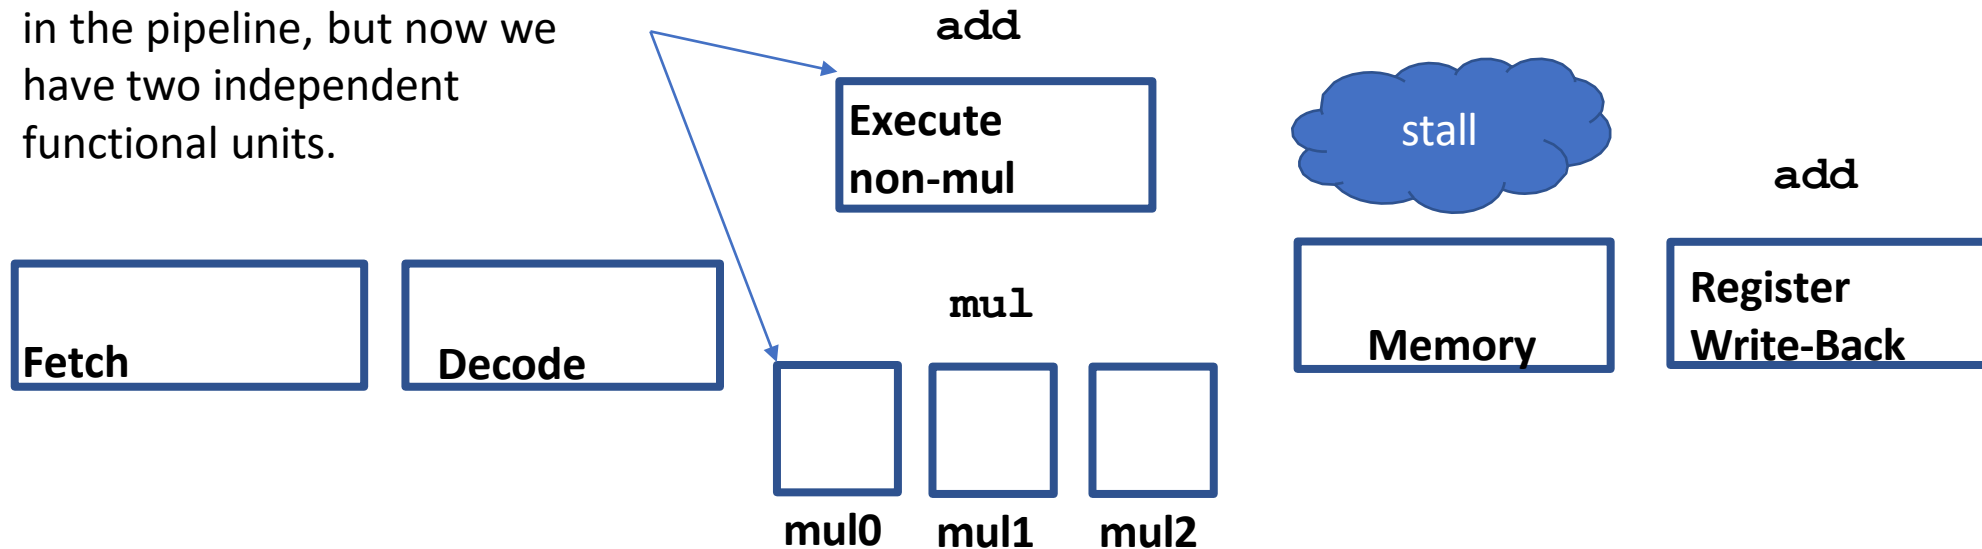 in the pipeline, but now we
have two independent
functional units.
add
Execute
non-mul
stall
add
mul
Fetch
Decode
Memory
Register
Write-Back
mul0
mul1
mul2